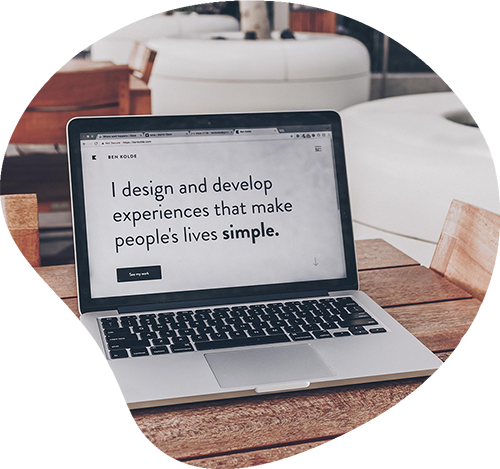 BEN KOLDE
I design and develop
experiences that make
people's lives simple.
See my work